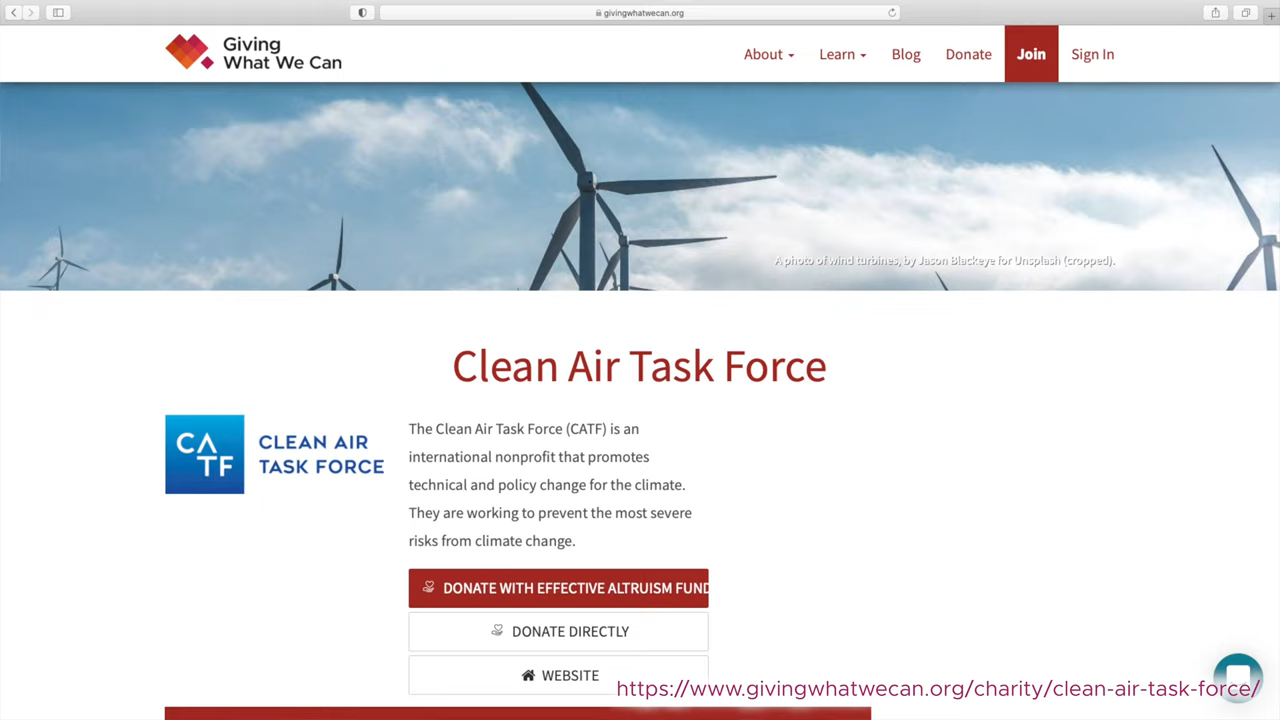 givingwhatwecan.org
Giving
What We Can
About
Learn
Blog
Donate
Join
Sign In
A photo of wind turbines, by Jason Blackeye for Unsplash (cropped).
Clean Air Task Force
CATF
CLEAN AIR
TASK FORCE
The Clean Air Task Force (CATF) is an
international nonprofit that promotes
technical and policy change for the climate.
They are working to prevent the most severe
risks from climate change.
DONATE WITH EFFECTIVE ALTRUISM FUND
DONATE DIRECTLY
WEBSITE
https://www.givingwhatwecan.org/charity/clean-air-task-force/